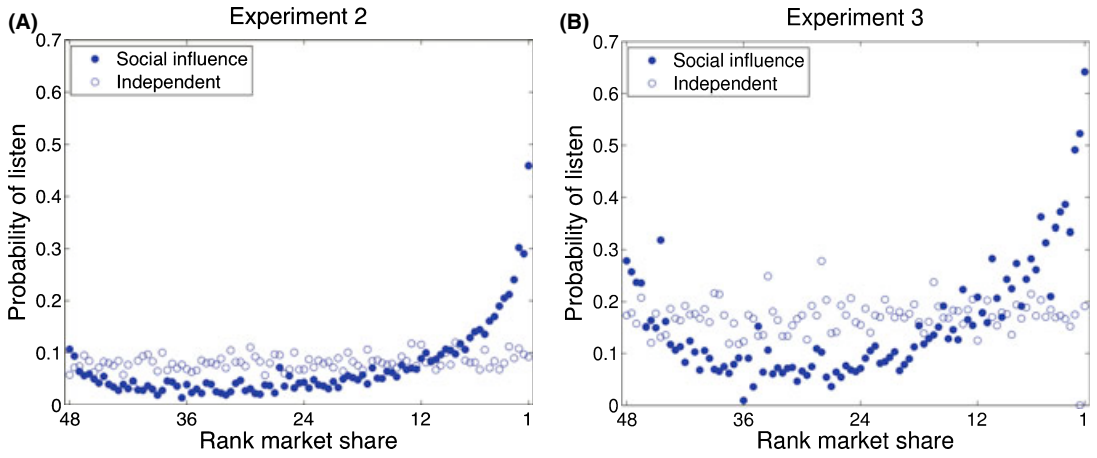 (A)
Experiment 2
Social influence
Independent
0.7
0.6
0.5
0.4
0.3
0.2
0.1
0
Probability of listen
48 36 24 12 1
Rank market share
(B)
Experiment 3
Social influence
Independent
0.7
0.6
0.5
0.4
0.3
0.2
0.1
0
Probability of listen
48 36 24 12 1
Rank market share